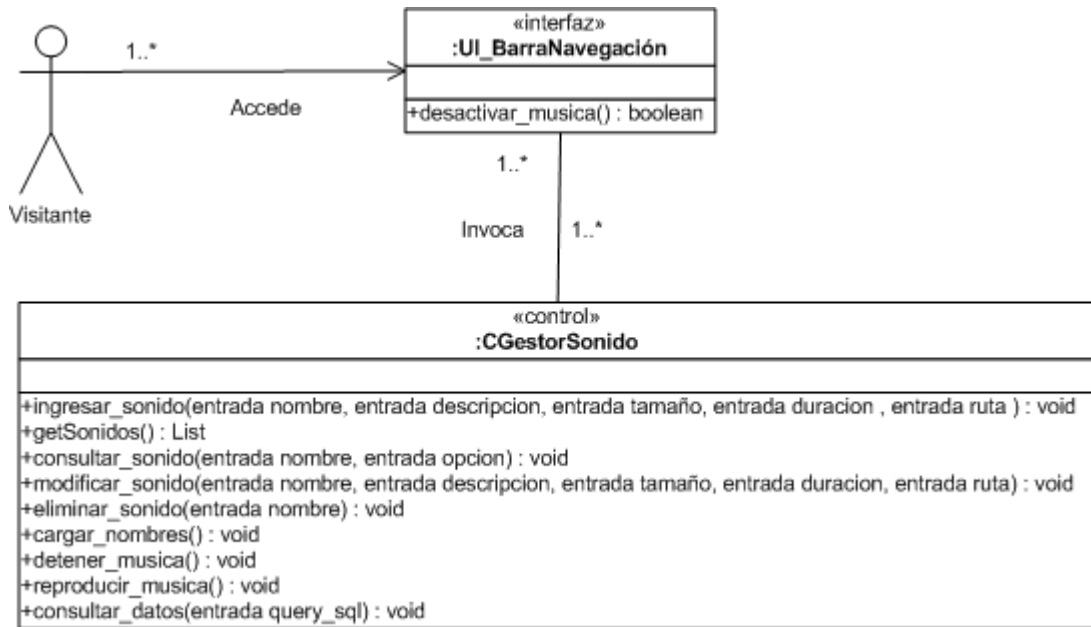 «interfaz»
:UI_BarraNavegación
1..*
Accede
+desactivar_musica() : boolean
Visitante
1..*
Invoca
1..*
«control»
:CGestorSonido
+ingresar_sonido(entrada nombre, entrada descripcion, entrada tamaño, entrada duracion , entrada ruta ) : void
+getSonidos() : List
+consultar_sonido(entrada nombre, entrada opcion) : void
+modificar_sonido(entrada nombre, entrada descripcion, entrada tamaño, entrada duracion, entrada ruta) : void
+eliminar_sonido(entrada nombre) : void
+cargar_nombres() : void
+detener_musica() : void
+reproducir_musica() : void
+consultar_datos(entrada query_sql) : void